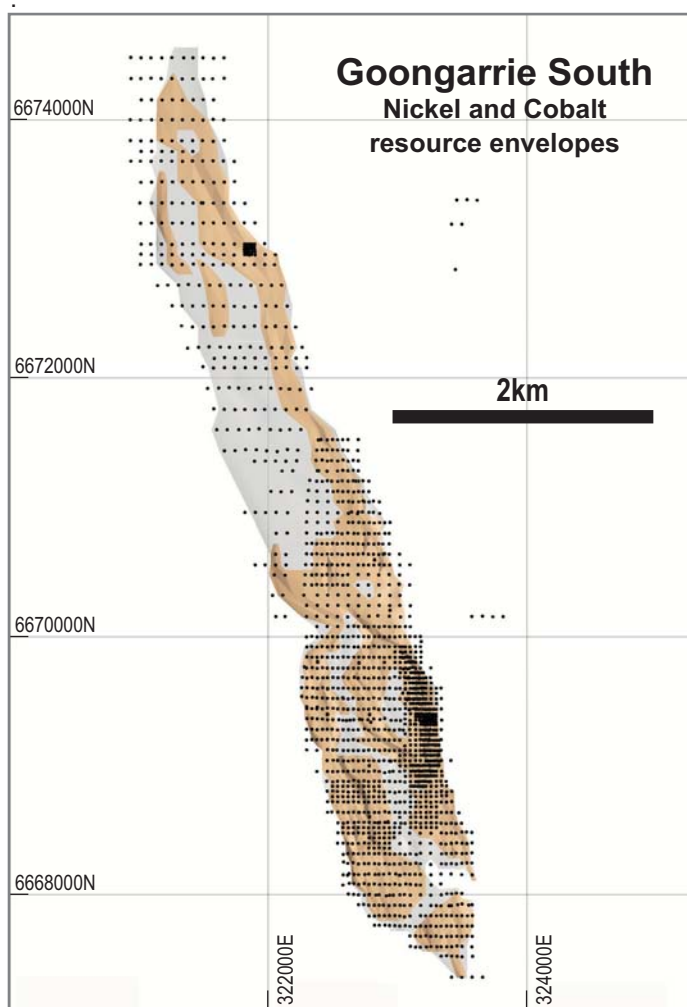 Goongarrie South
Nickel and Cobalt
resource envelopes
6674000N
6672000N
2km
6670000N
6668000N
322000E
324000E